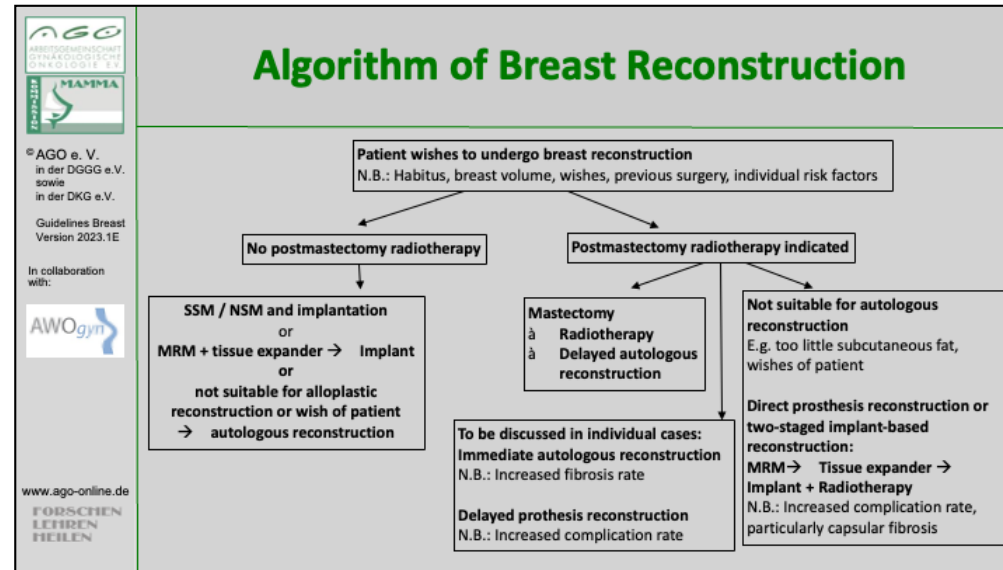 AGO
ARBEITSGEMEINSCHAFT
GYNÄKOLOGISCHE
ONKOLOGIE E.V.
KOMMISSION
MAMMA
© AGO e. V.
in der DGGG e.V.
sowie
in der DKG e.V.
Guidelines Breast
Version 2023.1E
In collaboration
with:
AWOgyn
www.ago-online.de
FORSCHEN
LEHREN
HEILEN
Algorithm of Breast Reconstruction
Patient wishes to undergo breast reconstruction
N.B.: Habitus, breast volume, wishes, previous surgery, individual risk factors
No postmastectomy radiotherapy
Postmastectomy radiotherapy indicated
SSM / NSM and implantation
or
MRM + tissue expander → Implant
or
not suitable for alloplastic
reconstruction or wish of patient
→ autologous reconstruction
Mastectomy
à Radiotherapy
à Delayed autologous
reconstruction
To be discussed in individual cases:
Immediate autologous reconstruction
N.B.: Increased fibrosis rate
Delayed prothesis reconstruction
N.B.: Increased complication rate
Not suitable for autologous
reconstruction
E.g. too little subcutaneous fat,
wishes of patient
Direct prosthesis reconstruction or
two-staged implant-based
reconstruction:
MRM→ Tissue expander →
Implant + Radiotherapy
N.B.: Increased complication rate,
particularly capsular fibrosis